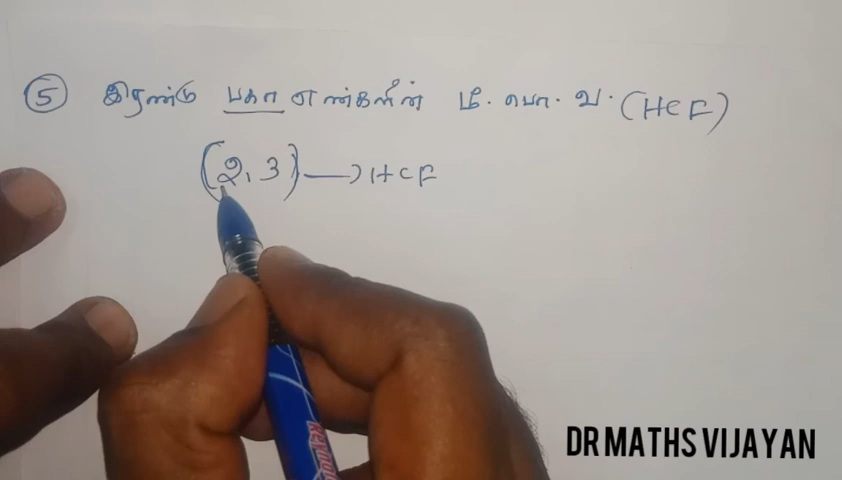 5 இரண்டு பகா எண்களின் மீ. பொ. வ. (HCF)
(2, 3) → HCF
DR MATHS VIJAYAN